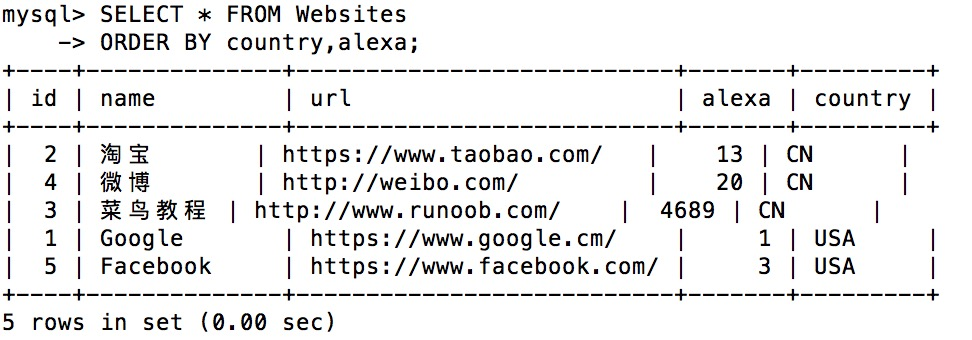 mysql> SELECT * FROM Websites
    -> ORDER BY country,alexa;
+----+--------------+---------------------------+-------+---------+
| id | name         | url                       | alexa | country |
+----+--------------+---------------------------+-------+---------+
|  2 | 淘宝       | https://www.taobao.com/   |    13 | CN      |
|  4 | 微博       | http://weibo.com/         |    20 | CN      |
|  3 | 菜鸟教程 | http://www.runoob.com/    |  4689 | CN      |
|  1 | Google       | https://www.google.cm/    |     1 | USA     |
|  5 | Facebook     | https://www.facebook.com/ |     3 | USA     |
+----+--------------+---------------------------+-------+---------+
5 rows in set (0.00 sec)